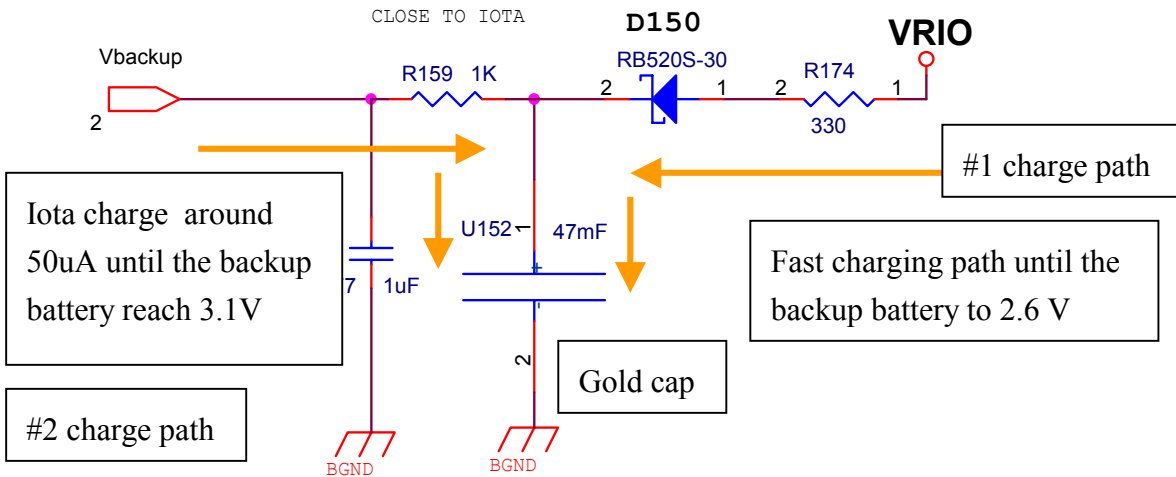 CLOSE TO IOTA
D150
VRIO
Vbackup
R159 1K
RB520S-30
R174
2
2
1
2
1
330
#1 charge path
Iota charge around
50uA until the backup
battery reach 3.1V
U152
1
47mF
+
-
7
1uF
Fast charging path until the
backup battery to 2.6 V
2
Gold cap
#2 charge path
BGND
BGND